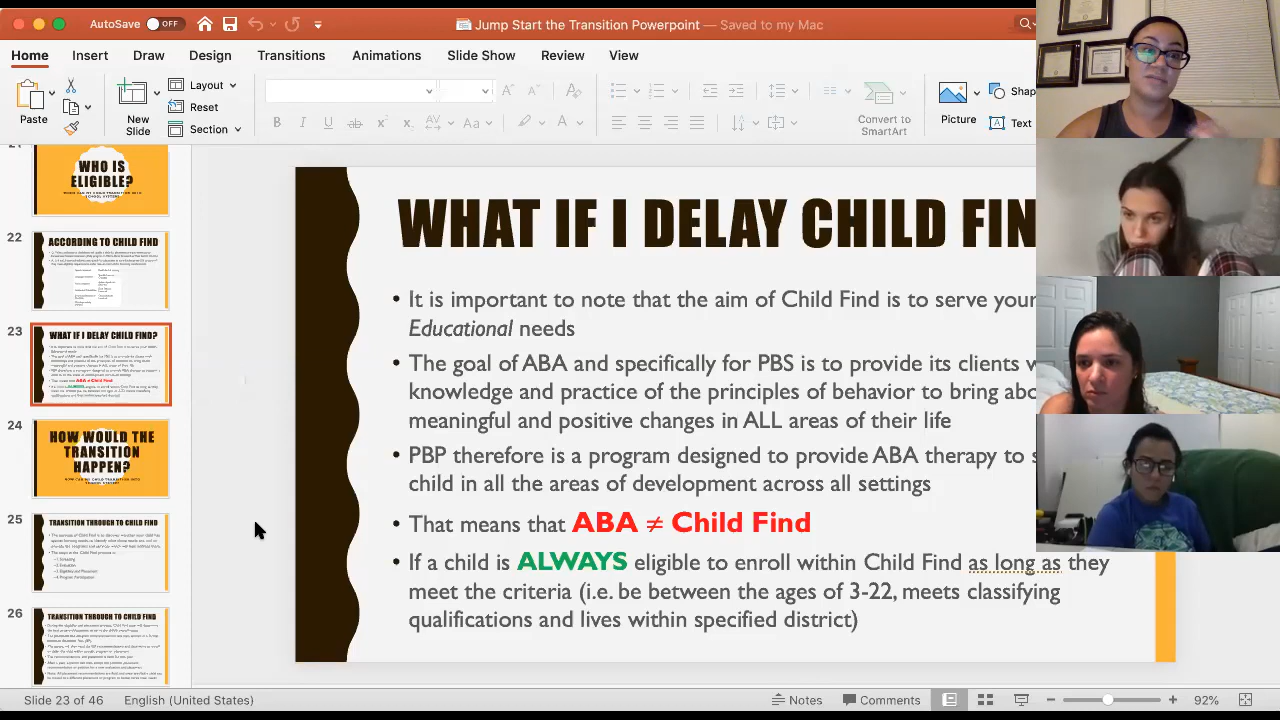 AutoSave OFF
Jump Start the Transition Powerpoint — Saved to my Mac
Home Insert Draw Design Transitions Animations Slide Show Review View
Paste
New
Slide
Layout
Reset
Section
B I U ab
Aa
Convert to
SmartArt
Picture
Shap
Text
WHO IS
ELIGIBLE?
22
ACCORDING TO CHILD FIND
23
WHAT IF I DELAY CHILD FIND?
ABA ≠ Child Find
24
HOW WOULD THE
TRANSITION
HAPPEN?
25
TRANSITION THROUGH TO CHILD FIND
26
TRANSITION THROUGH TO CHILD FIND
WHAT IF I DELAY CHILD FIN
• It is important to note that the aim of Child Find is to serve your
Educational needs
• The goal of ABA and specifically for PBP is to provide its clients w
knowledge and practice of the principles of behavior to bring abo
meaningful and positive changes in ALL areas of their life
• PBP therefore is a program designed to provide ABA therapy to s
child in all the areas of development across all settings
• That means that ABA ≠ Child Find
• If a child is ALWAYS eligible to enroll within Child Find as long as they
meet the criteria (i.e. be between the ages of 3-22, meets classifying
qualifications and lives within specified district)
Slide 23 of 46 English (United States)
Notes Comments 92%